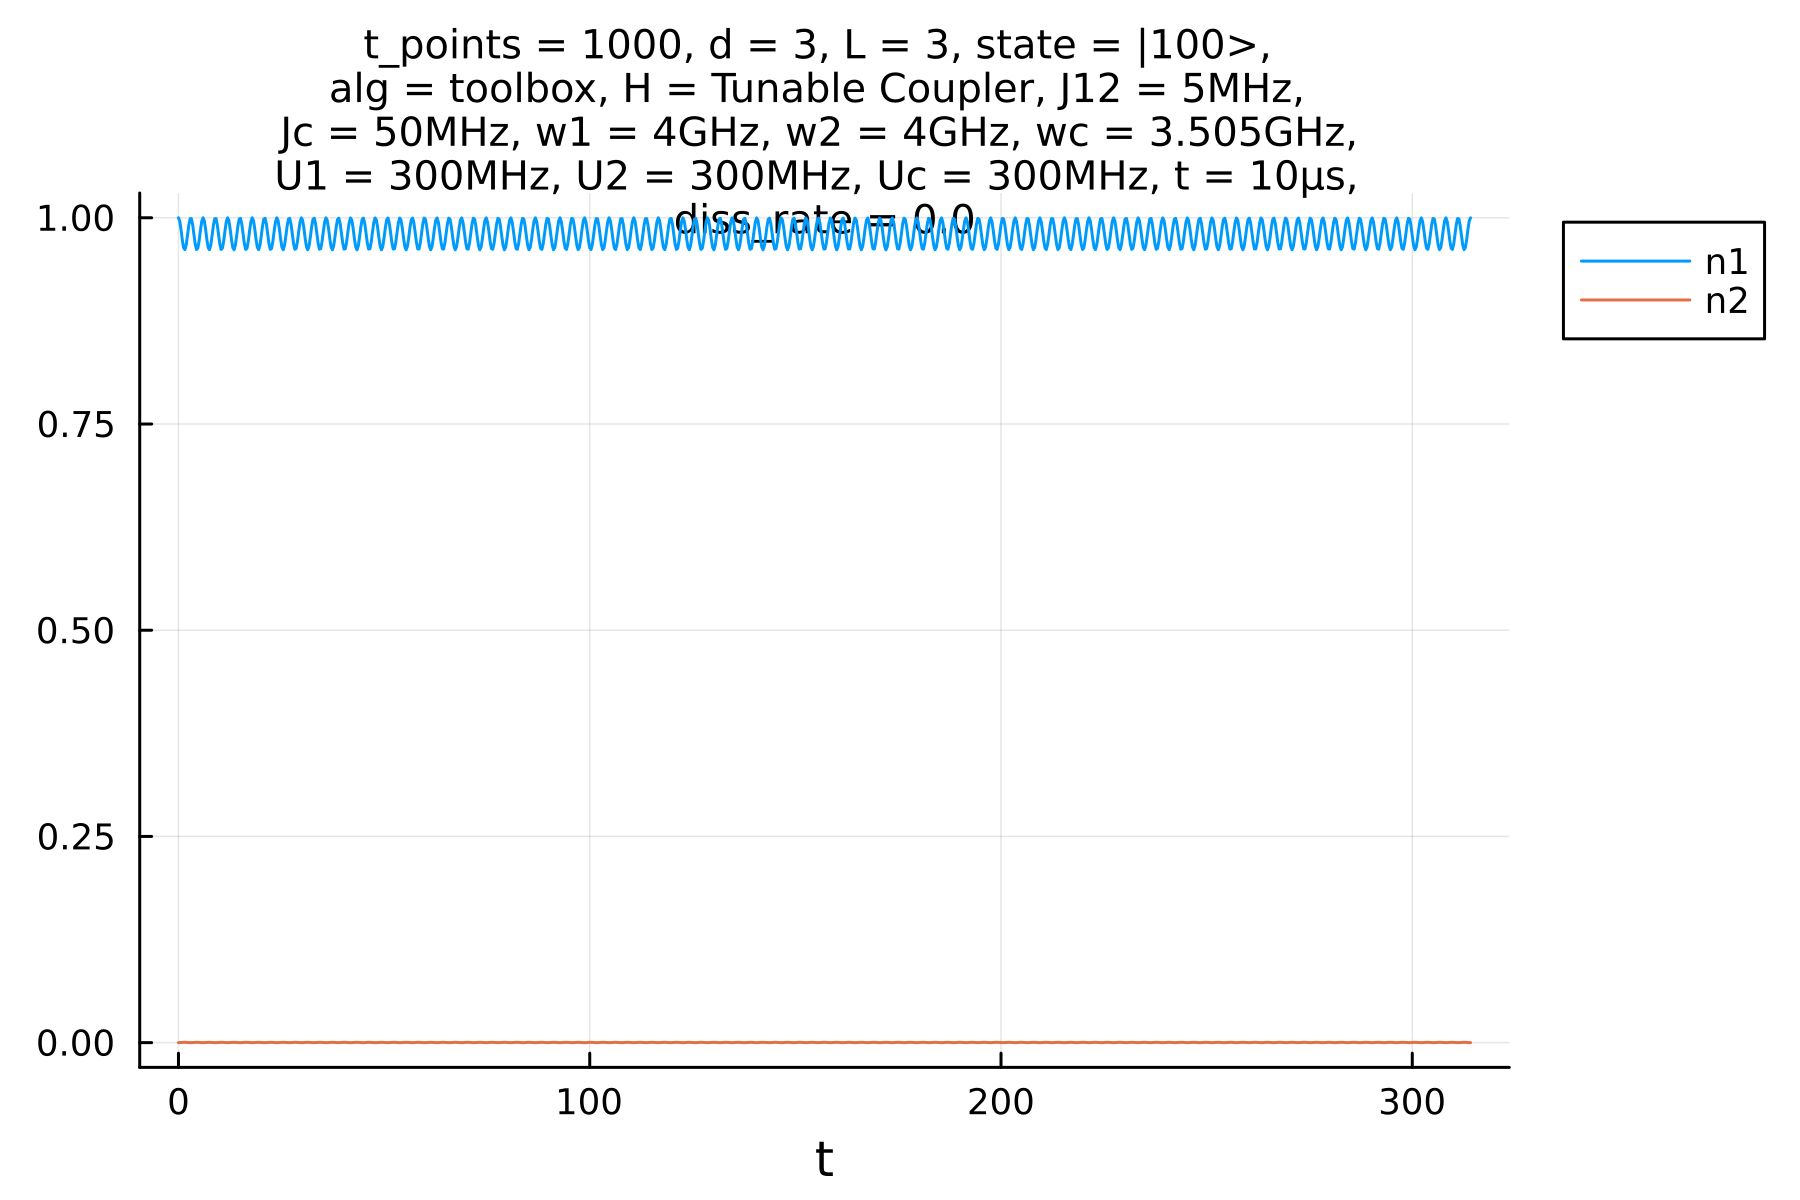 t_points = 1000, d = 3, L = 3, state = |100>,
alg = toolbox, H = Tunable Coupler, J12 = 5MHz,
Jc = 50MHz, w1 = 4GHz, w2 = 4GHz, wc = 3.505GHz,
U1 = 300MHz, U2 = 300MHz, Uc = 300MHz, t = 10μs,
diss_rate = 0.0
1.00
0.75
0.50
0.25
0.00
0 100 200 300
t
n1
n2